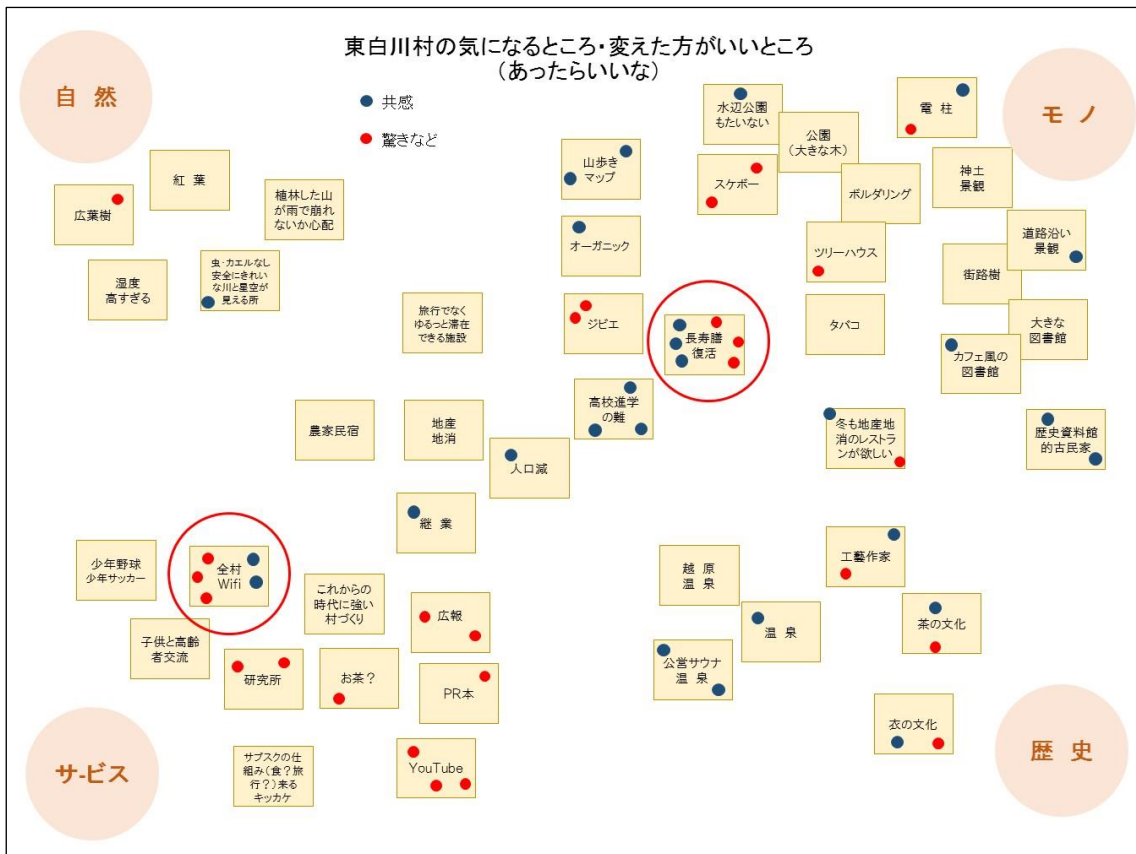 東白川村の気になるところ・変えた方がいいところ
（あったらいいな）
自 然
モ ノ
● 共感
● 驚きなど
水辺公園
もたいない
電 柱
公園
（大きな木）
山歩き
マップ
スケボー
ボルダリング
神土
景観
紅 葉
広葉樹
植林した山
が雨で崩れ
ないか心配
オーガニック
ツリーハウス
道路沿い
景観
街路樹
湿度
高すぎる
虫・カエルなし
安全にきれい
な川と星空が
見える所
旅行でなく
ゆるっと滞在
できる施設
ジビエ
長寿膳
復活
タバコ
大きな
図書館
カフェ風の
図書館
高校進学
の難
農家民宿
地産
地消
冬も地産地
消のレストラ
ンが欲しい
歴史資料館
的古民家
人口減
継 業
少年野球
少年サッカー
全村
Wifi
これからの
時代に強い
村づくり
広報
越 原
温 泉
工藝作家
温 泉
茶の文化
子供と高齢
者交流
研究所
お茶？
PR本
公営サウナ
温 泉
衣の文化
サブスクの仕
組み（食？旅
行？）来る
キッカケ
YouTube
サービス
歴 史